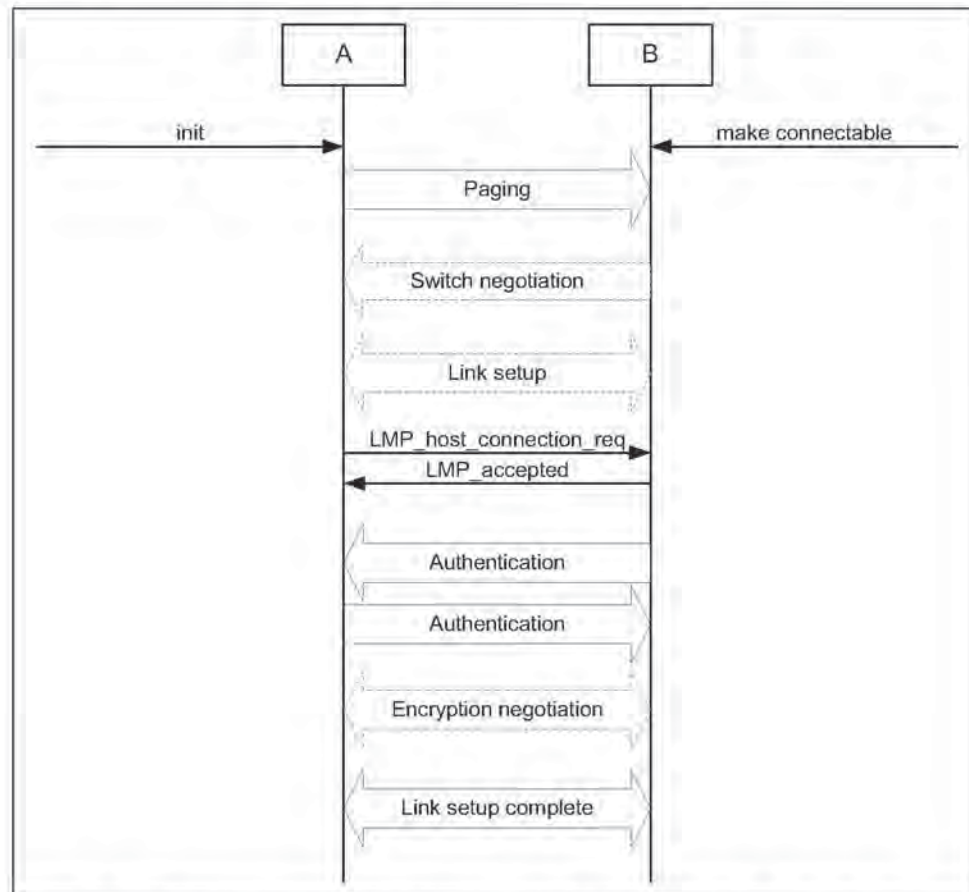 A
B
init
make connectable
Paging
Switch negotiation
Link setup
LMP_host_connection_req
LMP_accepted
Authentication
Authentication
Encryption negotiation
Link setup complete